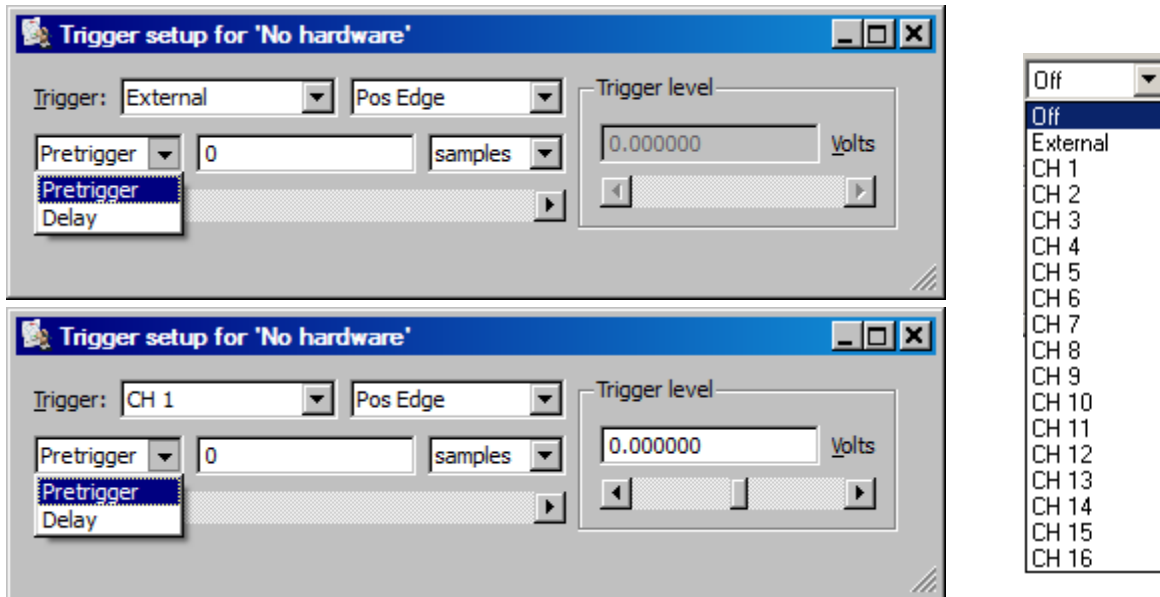 Trigger setup for 'No hardware'
Trigger: External Pos Edge Trigger level
Pretrigger 0 samples 0.000000 Volts
Pretrigger
Delay
Trigger setup for 'No hardware'
Trigger: CH 1 Pos Edge Trigger level
Pretrigger 0 samples 0.000000 Volts
Pretrigger
Delay
Off
Off
External
CH 1
CH 2
CH 3
CH 4
CH 5
CH 6
CH 7
CH 8
CH 9
CH 10
CH 11
CH 12
CH 13
CH 14
CH 15
CH 16